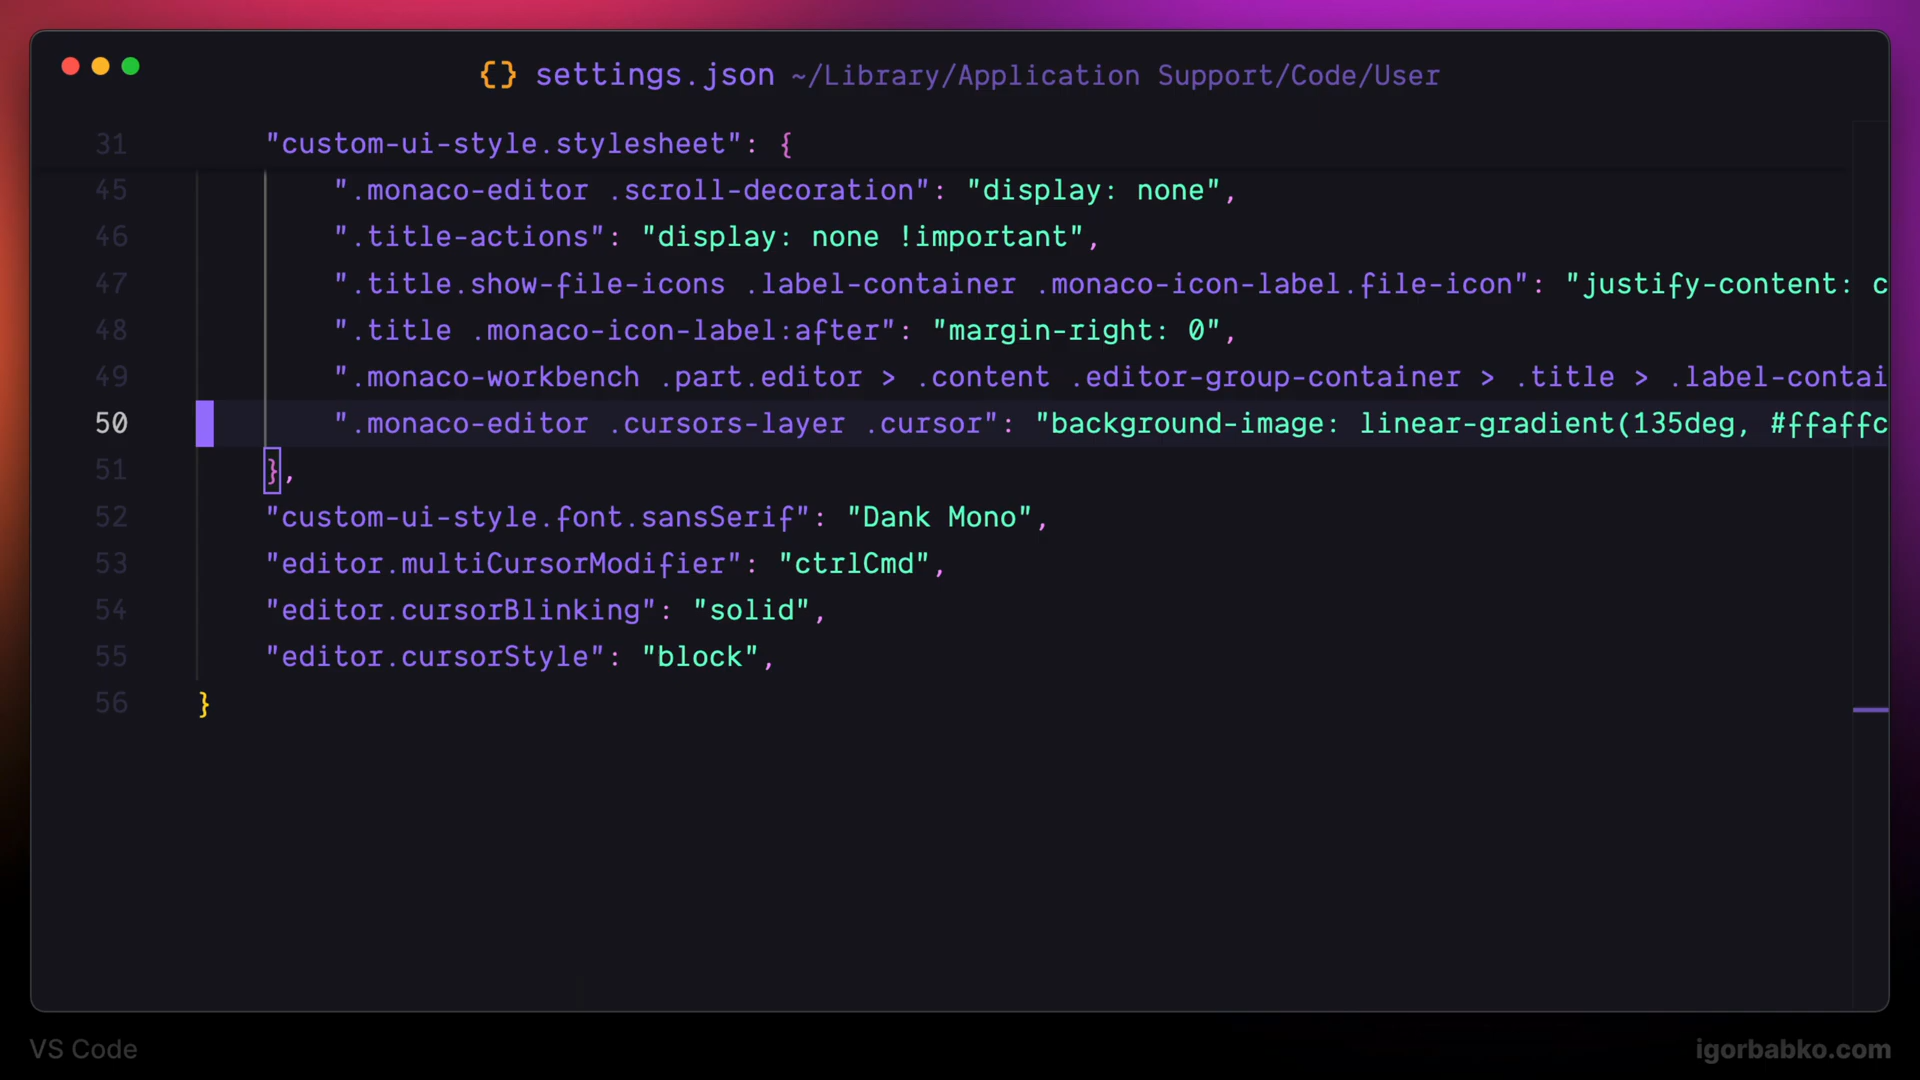 {} settings.json ~/Library/Application Support/Code/User
31 "custom-ui-style.stylesheet": {
45 ".monaco-editor .scroll-decoration": "display: none",
46 ".title-actions": "display: none !important",
47 ".title.show-file-icons .label-container .monaco-icon-label.file-icon": "justify-content: c
48 ".title .monaco-icon-label:after": "margin-right: 0",
49 ".monaco-workbench .part.editor > .content .editor-group-container > .title > .label-contai
50 ".monaco-editor .cursors-layer .cursor": "background-image: linear-gradient(135deg, #ffaffc
51 },
52 "custom-ui-style.font.sansSerif": "Dank Mono",
53 "editor.multiCursorModifier": "ctrlCmd",
54 "editor.cursorBlinking": "solid",
55 "editor.cursorStyle": "block",
56 }
VS Code
igorbabko.com